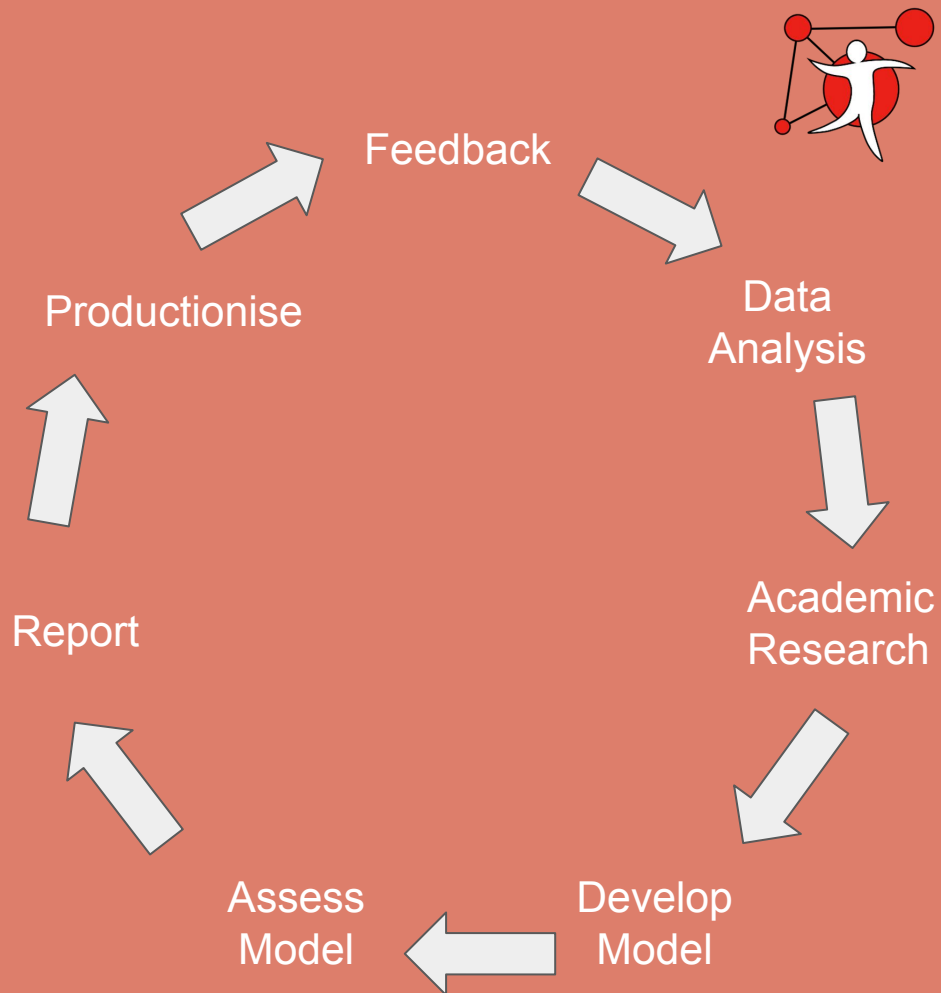 Feedback
Data
Analysis
Academic
Research
Develop
Model
Assess
Model
Report
Productionise